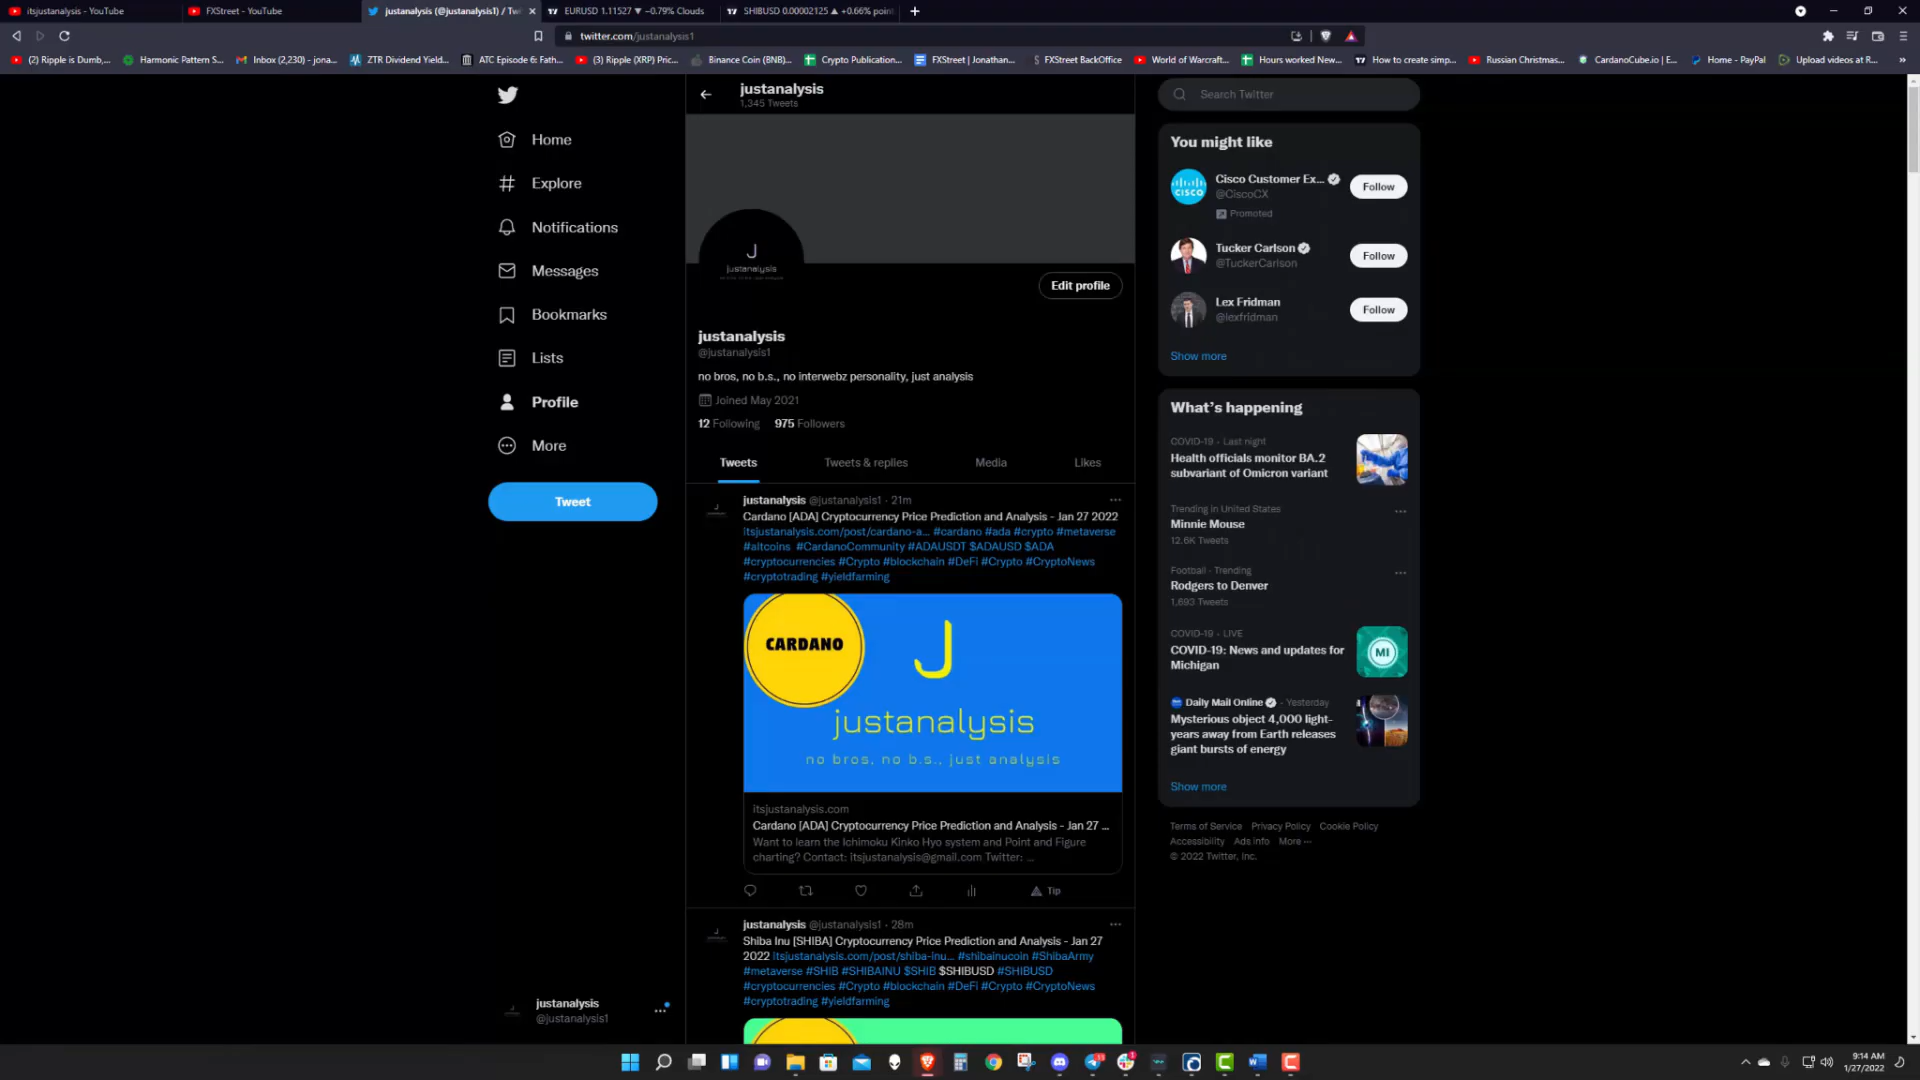 itsjustanalysis - YouTube
FXStreet - YouTube
justanalysis (@justanalysis1) / Tw
EURUSD 1.11527 ▼ −0.79% Clouds
SHIBUSD 0.00002125 ▲ +0.66% poin
twitter.com/justanalysis1
(2) Ripple is Dumb,...
Harmonic Pattern S...
Inbox (2,230) - jona...
ZTR Dividend Yield...
ATC Episode 6: Fath...
(3) Ripple (XRP) Pric...
Binance Coin (BNB)...
Crypto Publication...
FXStreet | Jonathan...
FXStreet BackOffice
World of Warcraft...
Hours worked New...
How to create simp...
Russian Christmas...
CardanoCube.io | E...
Home - PayPal
Upload videos at R...
Home
Explore
Notifications
Messages
Bookmarks
Lists
Profile
More
Tweet
justanalysis
@justanalysis1
justanalysis
1,345 Tweets
J
justanalysis
Edit profile
justanalysis
@justanalysis1
no bros, no b.s., no interwebz personality, just analysis
Joined May 2021
12 Following 975 Followers
Tweets Tweets & replies Media Likes
justanalysis @justanalysis1 · 21m
Cardano [ADA] Cryptocurrency Price Prediction and Analysis - Jan 27 2022
itsjustanalysis.com/post/cardano-a... #cardano #ada #crypto #metaverse
#altcoins #CardanoCommunity #ADAUSDT $ADAUSD $ADA
#cryptocurrencies #Crypto #blockchain #DeFi #Crypto #CryptoNews
#cryptotrading #yieldfarming
CARDANO
J
justanalysis
no bros, no b.s., just analysis
itsjustanalysis.com
Cardano [ADA] Cryptocurrency Price Prediction and Analysis - Jan 27 ...
Want to learn the Ichimoku Kinko Hyo system and Point and Figure
charting? Contact: itsjustanalysis@gmail.com Twitter: ...
Tip
justanalysis @justanalysis1 · 28m
Shiba Inu [SHIBA] Cryptocurrency Price Prediction and Analysis - Jan 27
2022 itsjustanalysis.com/post/shiba-inu... #shibainucoin #ShibaArmy
#metaverse #SHIB #SHIBAINU $SHIB $SHIBUSD #SHIBUSD
#cryptocurrencies #Crypto #blockchain #DeFi #Crypto #CryptoNews
#cryptotrading #yieldfarming
Search Twitter
You might like
Cisco Customer Ex...
@CiscoCX
Promoted
Follow
Tucker Carlson
@TuckerCarlson
Follow
Lex Fridman
@lexfridman
Follow
Show more
What's happening
COVID-19 · Last night
Health officials monitor BA.2
subvariant of Omicron variant
Trending in United States
Minnie Mouse
12.6K Tweets
Football · Trending
Rodgers to Denver
1,693 Tweets
COVID-19 · LIVE
COVID-19: News and updates for
Michigan
MI
Daily Mail Online · Yesterday
Mysterious object 4,000 light-
years away from Earth releases
giant bursts of energy
Show more
Terms of Service Privacy Policy Cookie Policy
Accessibility Ads info More ···
© 2022 Twitter, Inc.
9:14 AM
1/27/2022